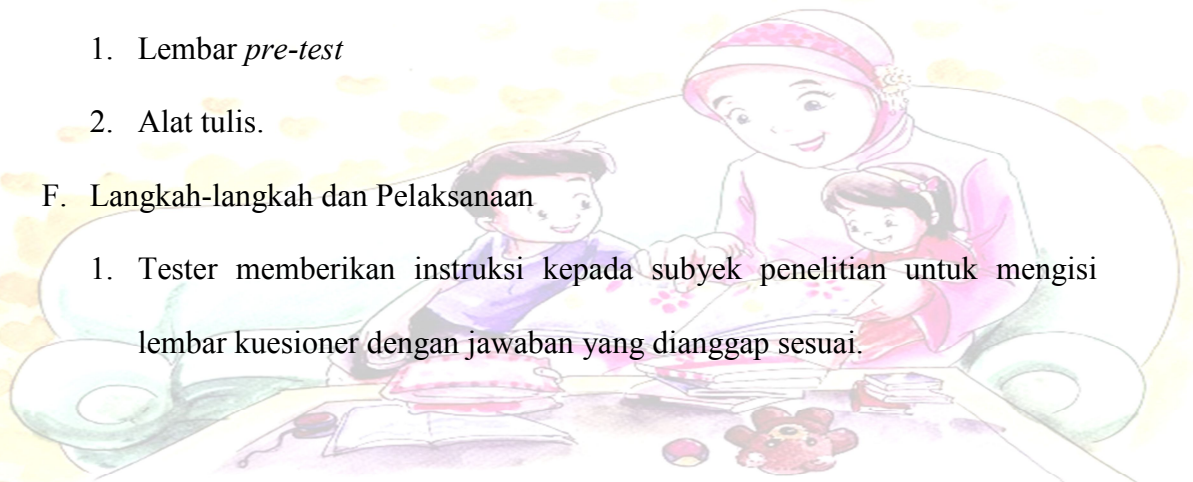 1. Lembar pre-test
2. Alat tulis.
F. Langkah-langkah dan Pelaksanaan
1. Tester memberikan instruksi kepada subyek penelitian untuk mengisi
lembar kuesioner dengan jawaban yang dianggap sesuai.